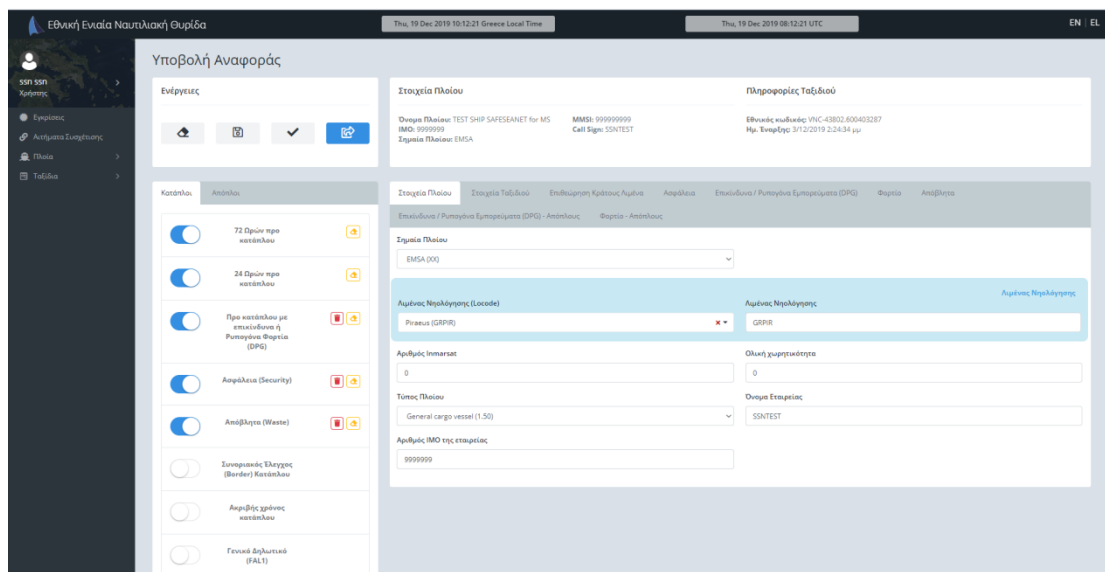 Εθνική Ενιαία Ναυτιλιακή Θυρίδα
Thu, 19 Dec 2019 10:12:21 Greece Local Time
Thu, 19 Dec 2019 08:12:21 UTC
EN | EL
ssn ssn
Χρήστης
Εγκρίσεις
Αιτήματα Συσχέτισης
Πλοία
Ταξίδια
Υποβολή Αναφοράς
Ενέργειες
Στοιχεία Πλοίου
Όνομα Πλοίου: TEST SHIP SAFESEANET for MS
IMO: 9999999
Σημαία Πλοίου: EMSA
MMSI: 999999999
Call Sign: SSNTEST
Πληροφορίες Ταξιδιού
Εθνικός κωδικός: VNC-43802.600403287
Ημ. Έναρξης: 3/12/2019 2:24:34 μμ
Κατάπλοι
Απόπλοι
72 Ωρών προ
κατάπλου
24 Ωρών προ
κατάπλου
Προ κατάπλου με
επικίνδυνα ή
Ρυπογόνα Φορτία
(DPG)
Ασφάλεια (Security)
Απόβλητα (Waste)
Συνοριακός Έλεγχος
(Border) Κατάπλου
Ακριβής χρόνος
κατάπλου
Γενικό Δηλωτικό
(FAL1)
Στοιχεία Πλοίου
Στοιχεία Ταξιδιού
Επιθεώρηση Κράτους Λιμένα
Ασφάλεια
Επικίνδυνα / Ρυπογόνα Εμπορεύματα (DPG)
Φορτίο
Απόβλητα
Επικίνδυνα / Ρυπογόνα Εμπορεύματα (DPG) - Απόπλους
Φορτίο - Απόπλους
Σημαία Πλοίου
EMSA (XX)
Λιμένας Νηολόγησης
Λιμένας Νηολόγησης (Locode)
Piraeus (GRPIR)
Λιμένας Νηολόγησης
GRPIR
Αριθμός Inmarsat
0
Ολική χωρητικότητα
0
Τύπος Πλοίου
General cargo vessel (1.50)
Όνομα Εταιρείας
SSNTEST
Αριθμός ΙΜΟ της εταιρείας
9999999